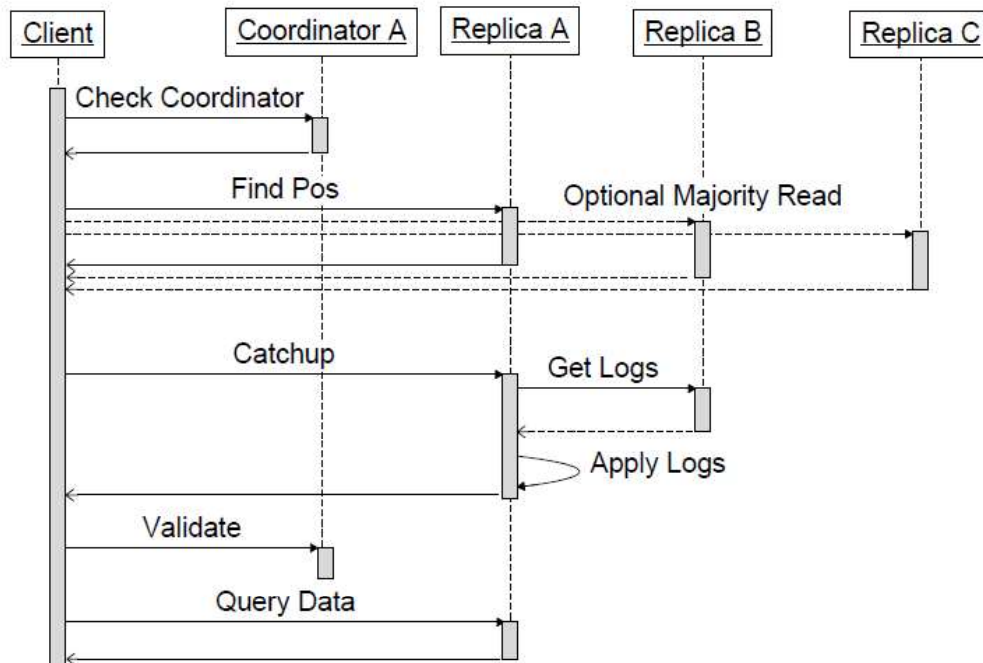 Client
Coordinator A
Replica A
Replica B
Replica C
Check Coordinator
Find Pos
Optional Majority Read
Catchup
Get Logs
Apply Logs
Validate
Query Data